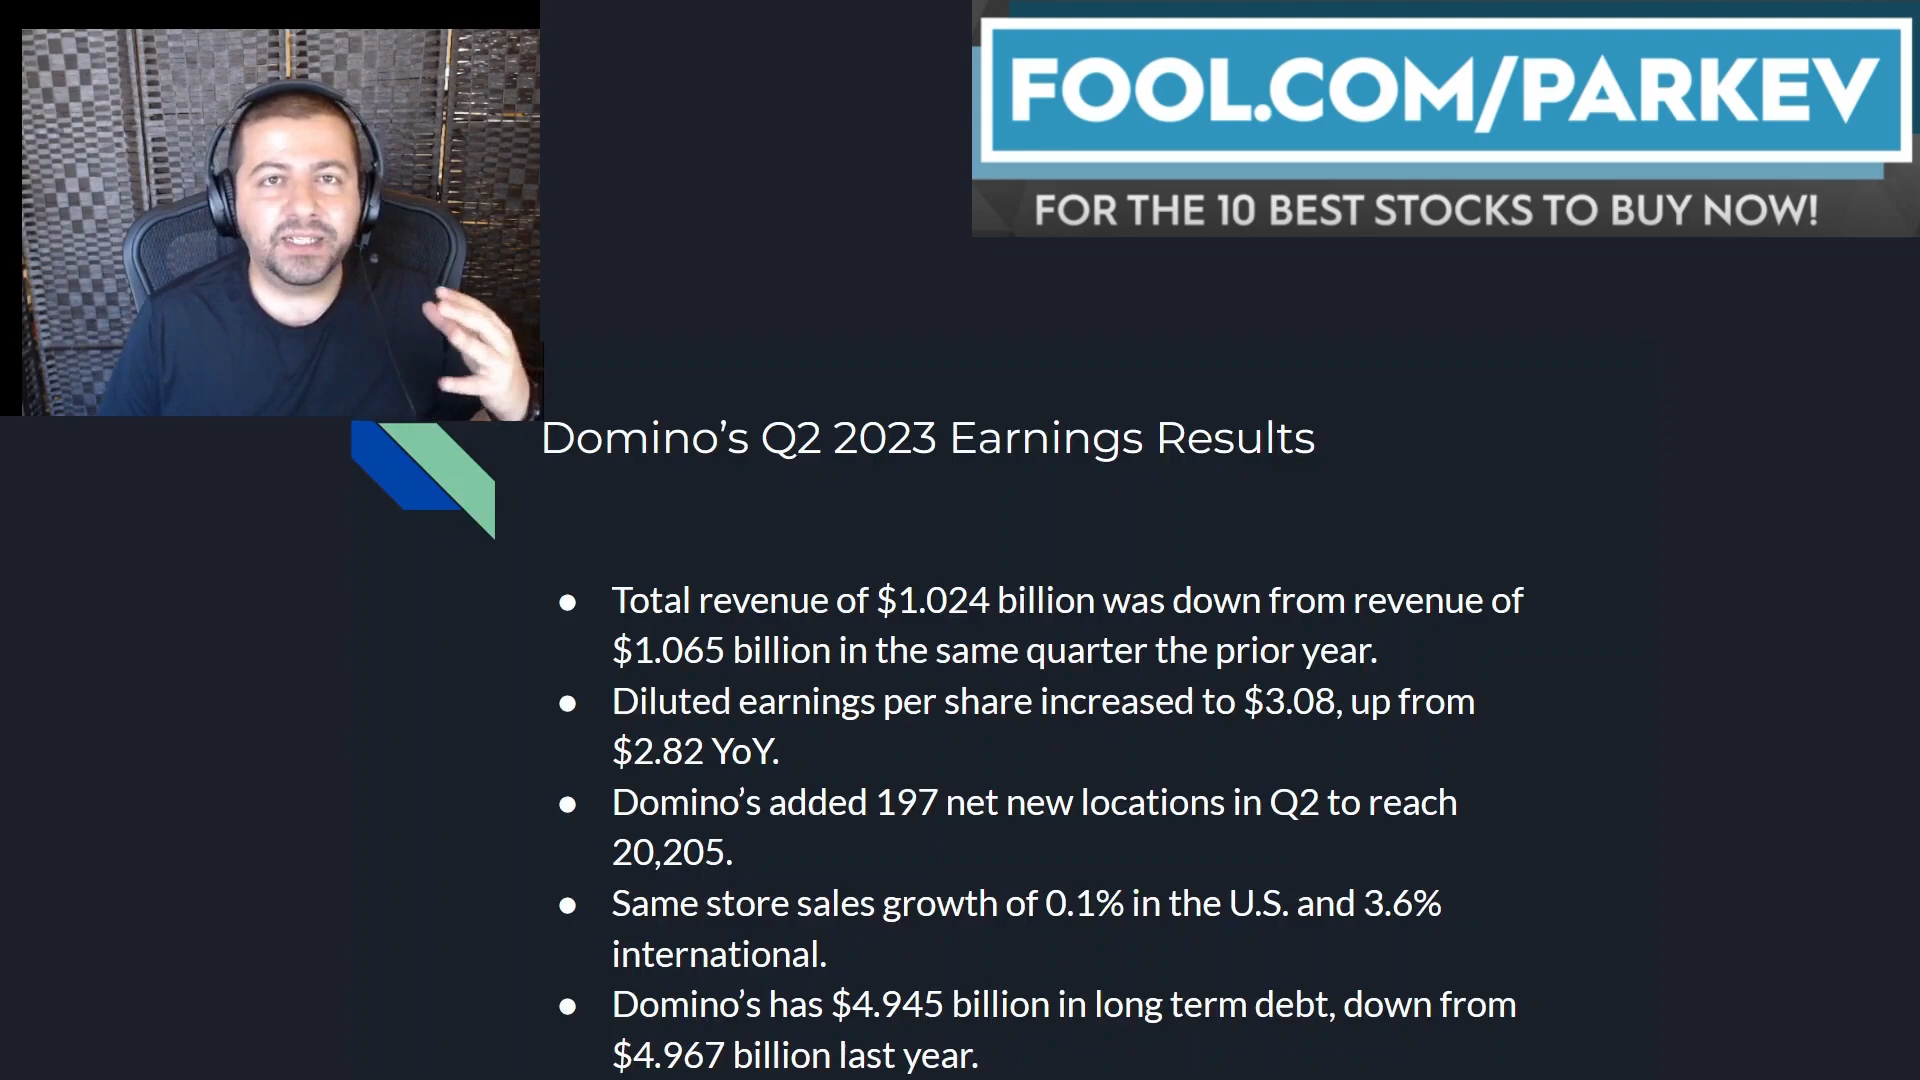 FOOL.COM/PARKEV
FOR THE 10 BEST STOCKS TO BUY NOW!
Domino’s Q2 2023 Earnings Results
● Total revenue of $1.024 billion was down from revenue of
$1.065 billion in the same quarter the prior year.
● Diluted earnings per share increased to $3.08, up from
$2.82 YoY.
● Domino’s added 197 net new locations in Q2 to reach
20,205.
● Same store sales growth of 0.1% in the U.S. and 3.6%
international.
● Domino’s has $4.945 billion in long term debt, down from
$4.967 billion last year.